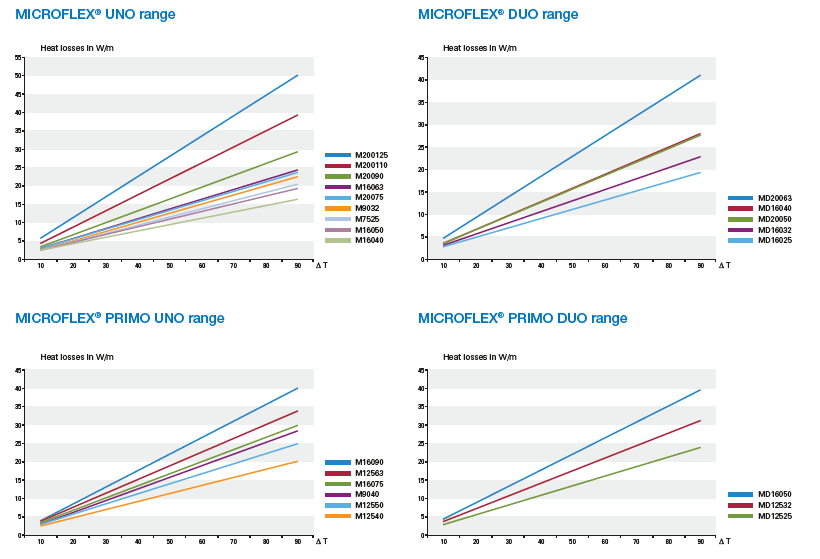 MICROFLEX® UNO range
Heat losses in W/m
55
50
45
40
35
30
25
20
15
10
5
0
10 20 30 40 50 60 70 80 90 Δ T
M200125
M200110
M20090
M16063
M20075
M9032
M7525
M16050
M16040
MICROFLEX® DUO range
Heat losses in W/m
45
40
35
30
25
20
15
10
5
0
10 20 30 40 50 60 70 80 90 Δ T
MD20063
MD16040
MD20050
MD16032
MD16025
MICROFLEX® PRIMO UNO range
Heat losses in W/m
45
40
35
30
25
20
15
10
5
0
10 20 30 40 50 60 70 80 90 Δ T
M16090
M12563
M16075
M9040
M12550
M12540
MICROFLEX® PRIMO DUO range
Heat losses in W/m
45
40
35
30
25
20
15
10
5
0
10 20 30 40 50 60 70 80 90 Δ T
MD16050
MD12532
MD12525